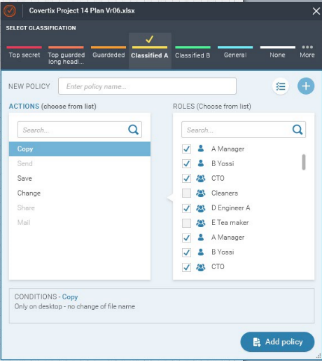 Covertix Project 14 Plan Vr06.xlsx
SELECT CLASSIFICATION
Top secret
Top guarded long headl...
Guardeded
Classified A
Classified B
General
None
More
NEW POLICY:
Enter policy name...
ACTIONS (choose from list)
ROLES (Choose from list)
Search...
Search...
Copy
A Manager
Send
B Yossi
Save
CTO
Change
Cleaners
Share
D Engineer A
Mail
E Tea maker
A Manager
B Yossi
CTO
CONDITIONS - Copy
Only on desktop - no change of file name
Add policy